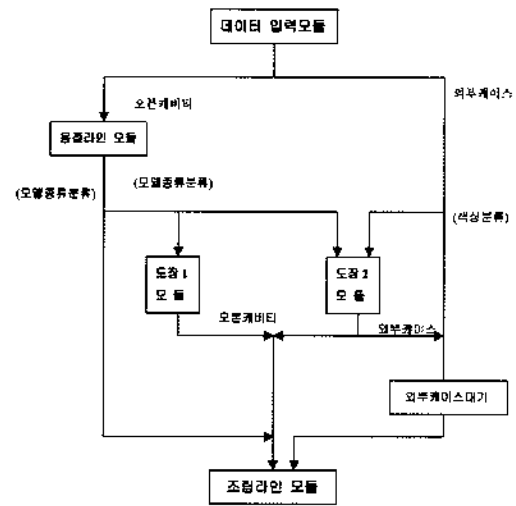 데이터 입력모듈
오븐캐비티
외부케이스
용접라인 모듈
(모델종류분류)
(모델종류분류)
(색상분류)
도장1
모 듈
도장2
모 듈
오븐캐비티
외부케이스
외부케이스대기
조립라인 모듈